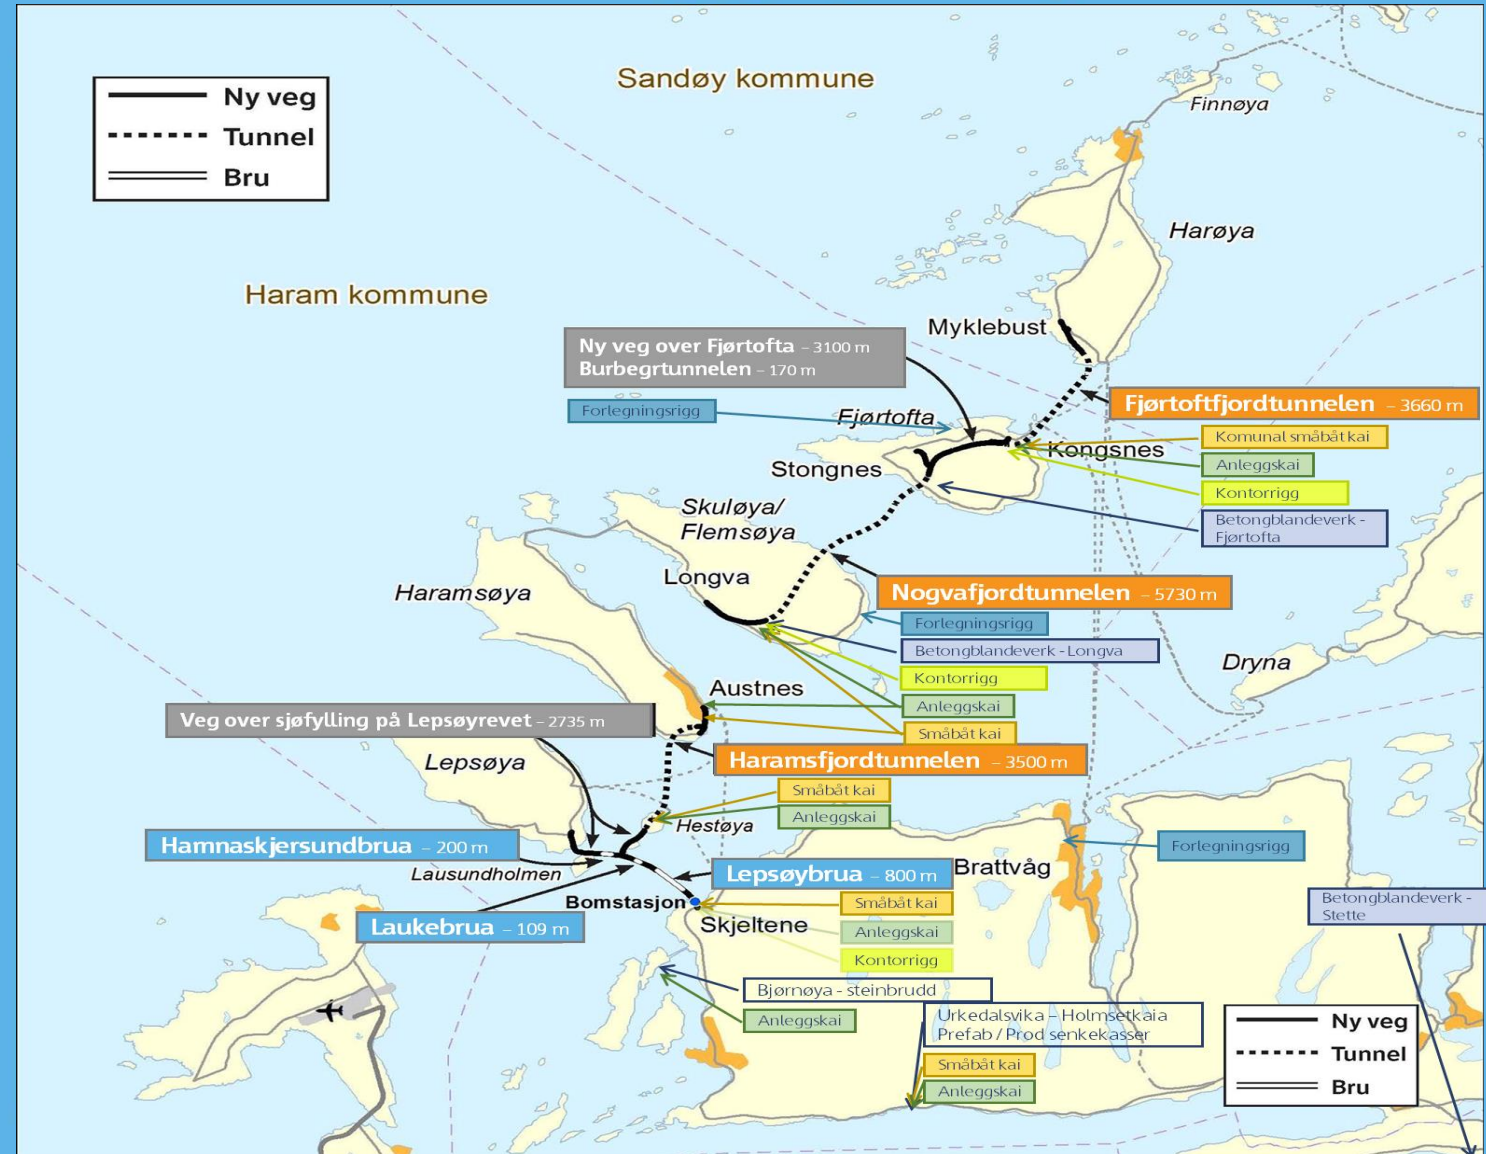 Sandøy kommune
Ny veg
Tunnel
Bru
Finnøya
Harøya
Haram kommune
Myklebust
Ny veg over Fjørtofta – 3100 m
Burbegrtunnelen – 170 m
Fjørtoftfjordtunnelen – 3660 m
Forlegningsrigg
Fjørtofta
Komunal småbåt kai
Kongsnes
Anleggskai
Stongnes
Kontorrigg
Skuløya/
Flemsøya
Betongblandeverk -
Fjørtofta
Longva
Haramsøya
Nogvafjordtunnelen – 5730 m
Forlegningsrigg
Betongblandeverk - Longva
Dryna
Kontorrigg
Austnes
Anleggskai
Veg over sjøfylling på Lepsøyrevet – 2735 m
Småbåt kai
Lepsøya
Haramsfjordtunnelen – 3500 m
Småbåt kai
Anleggskai
Hestøya
Hamnaskjersundbrua – 200 m
Forlegningsrigg
Brattvåg
Lausundholmen
Lepsøybrua – 800 m
Bomstasjon
Småbåt kai
Betongblandeverk -
Stette
Laukebrua – 109 m
Skjeltene
Anleggskai
Kontorrigg
Bjørnøya - steinbrudd
Anleggskai
Urkedalsvika – Holmsetkaia
Prefab / Prod senkekasser
Småbåt kai
Anleggskai
Ny veg
Tunnel
Bru